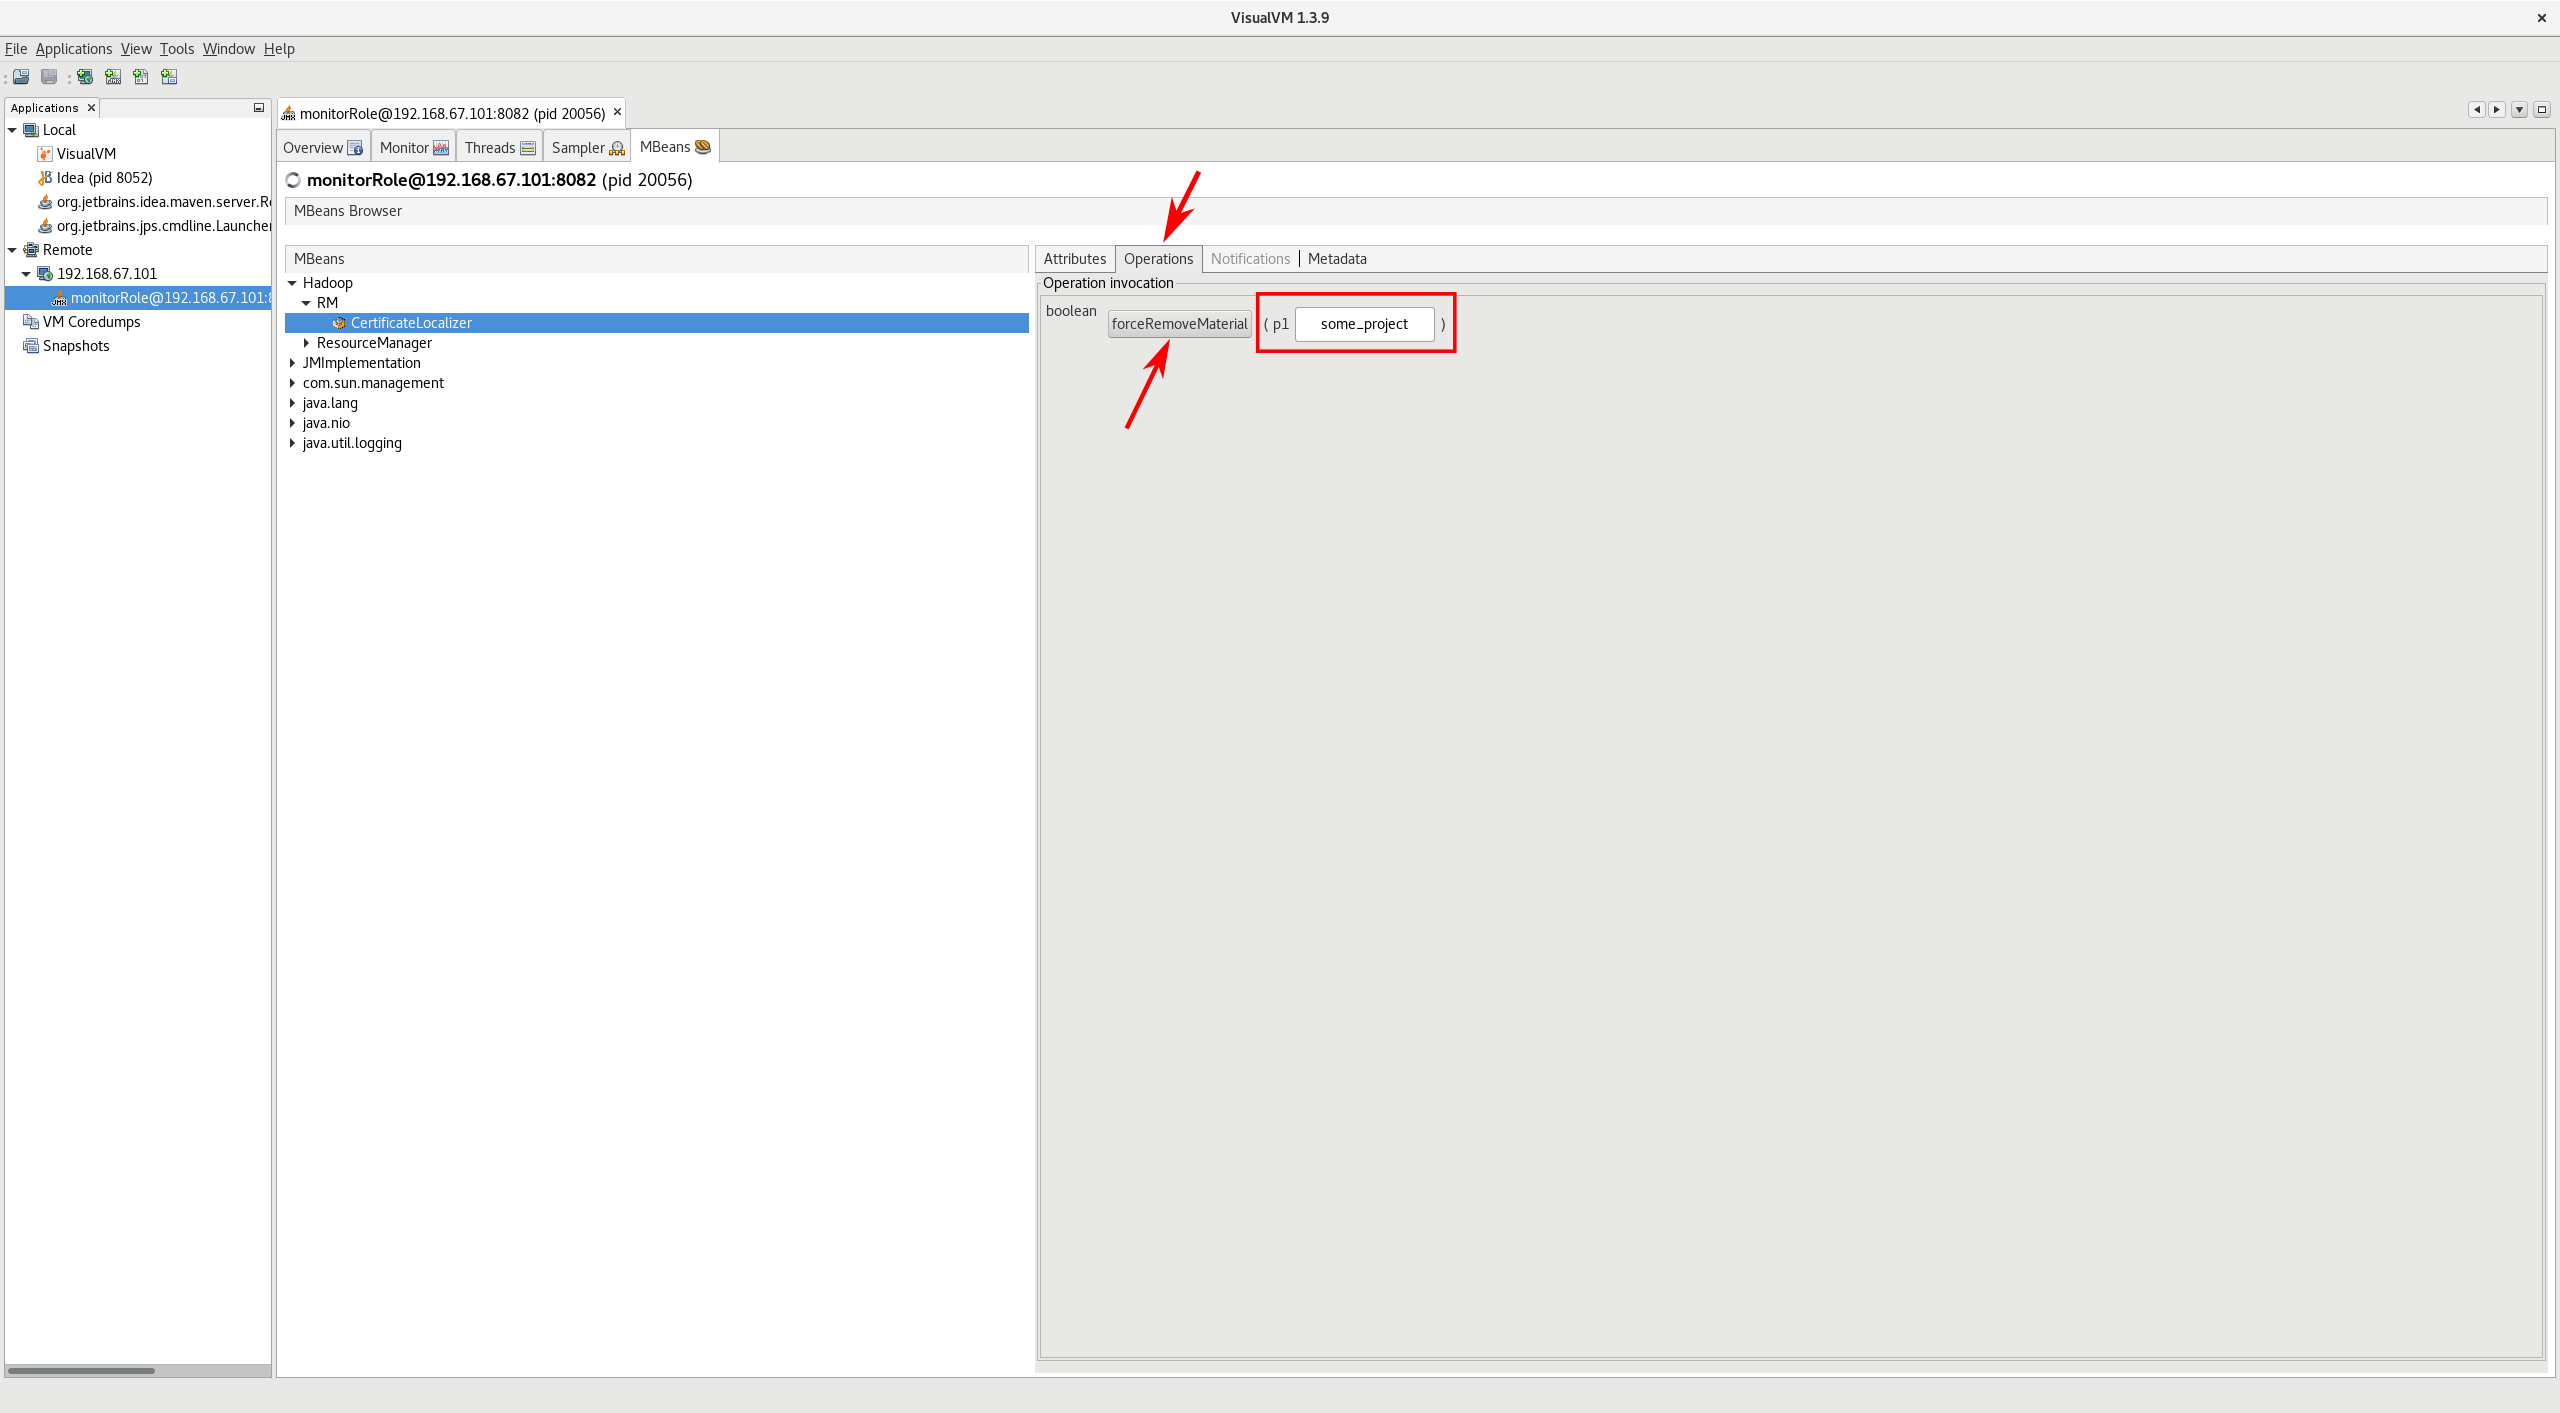 VisualVM 1.3.9
File Applications View Tools Window Help
Applications
Local
VisualVM
Idea (pid 8052)
org.jetbrains.idea.maven.server.Re
org.jetbrains.jps.cmdline.Launcher
Remote
192.168.67.101
monitorRole@192.168.67.101:8
VM Coredumps
Snapshots
monitorRole@192.168.67.101:8082 (pid 20056)
Overview Monitor Threads Sampler MBeans
monitorRole@192.168.67.101:8082 (pid 20056)
MBeans Browser
MBeans
Hadoop
RM
CertificateLocalizer
ResourceManager
JMImplementation
com.sun.management
java.lang
java.nio
java.util.logging
Attributes Operations Notifications Metadata
Operation invocation
boolean forceRemoveMaterial ( p1 some_project )